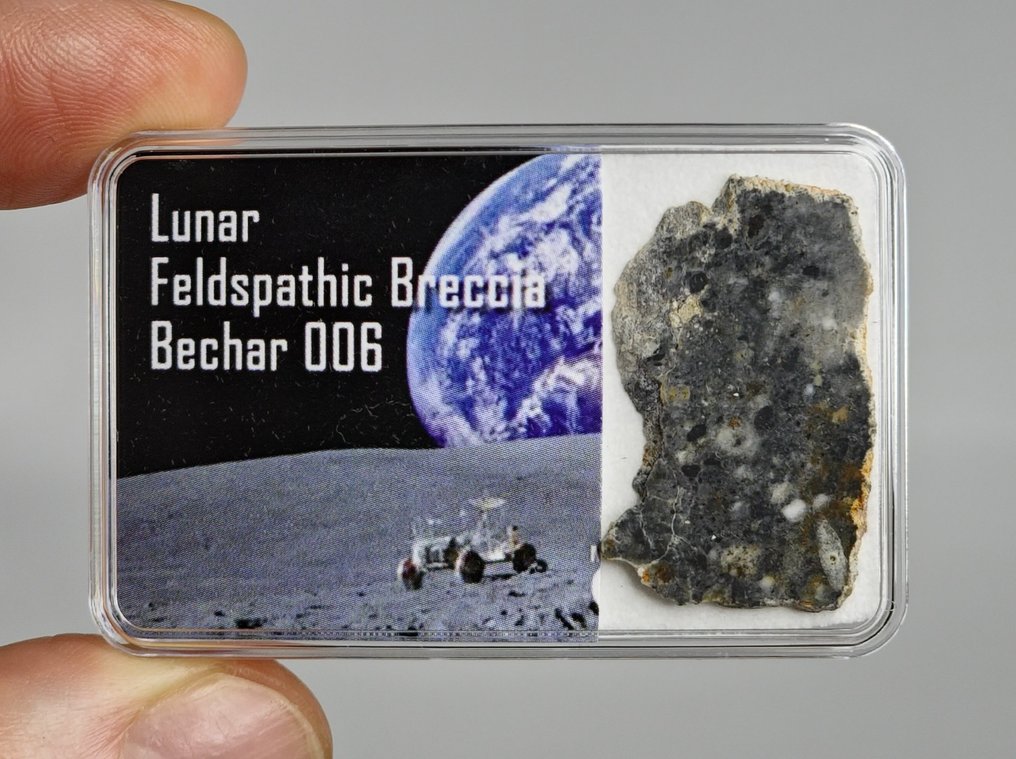 Lunar
Feldspathic Breccia
Bechar 006